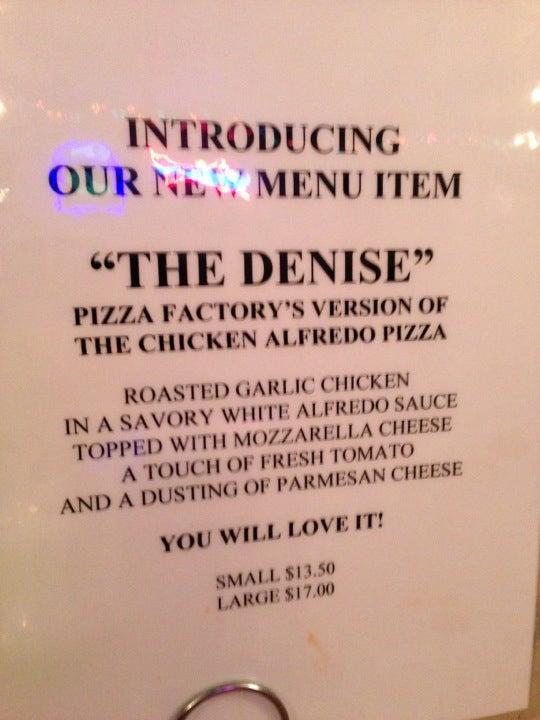 INTRODUCING
OUR NEW MENU ITEM
“THE DENISE”
PIZZA FACTORY’S VERSION OF
THE CHICKEN ALFREDO PIZZA
ROASTED GARLIC CHICKEN
IN A SAVORY WHITE ALFREDO SAUCE
TOPPED WITH MOZZARELLA CHEESE
A TOUCH OF FRESH TOMATO
AND A DUSTING OF PARMESAN CHEESE
YOU WILL LOVE IT!
SMALL $13.50
LARGE $17.00